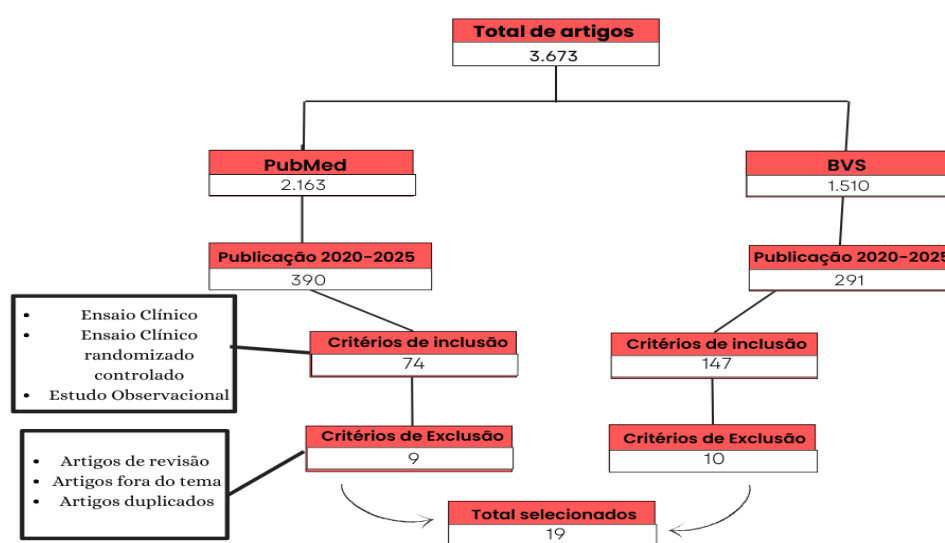 Total de artigos
3.673
PubMed
2.163
BVS
1.510
Publicação 2020-2025
390
Publicação 2020-2025
291
• Ensaio Clínico
• Ensaio Clínico
randomizado
controlado
• Estudo Observacional
Critérios de inclusão
74
Critérios de inclusão
147
Critérios de Exclusão
9
Critérios de Exclusão
10
• Artigos de revisão
• Artigos fora do tema
• Artigos duplicados
Total selecionados
19